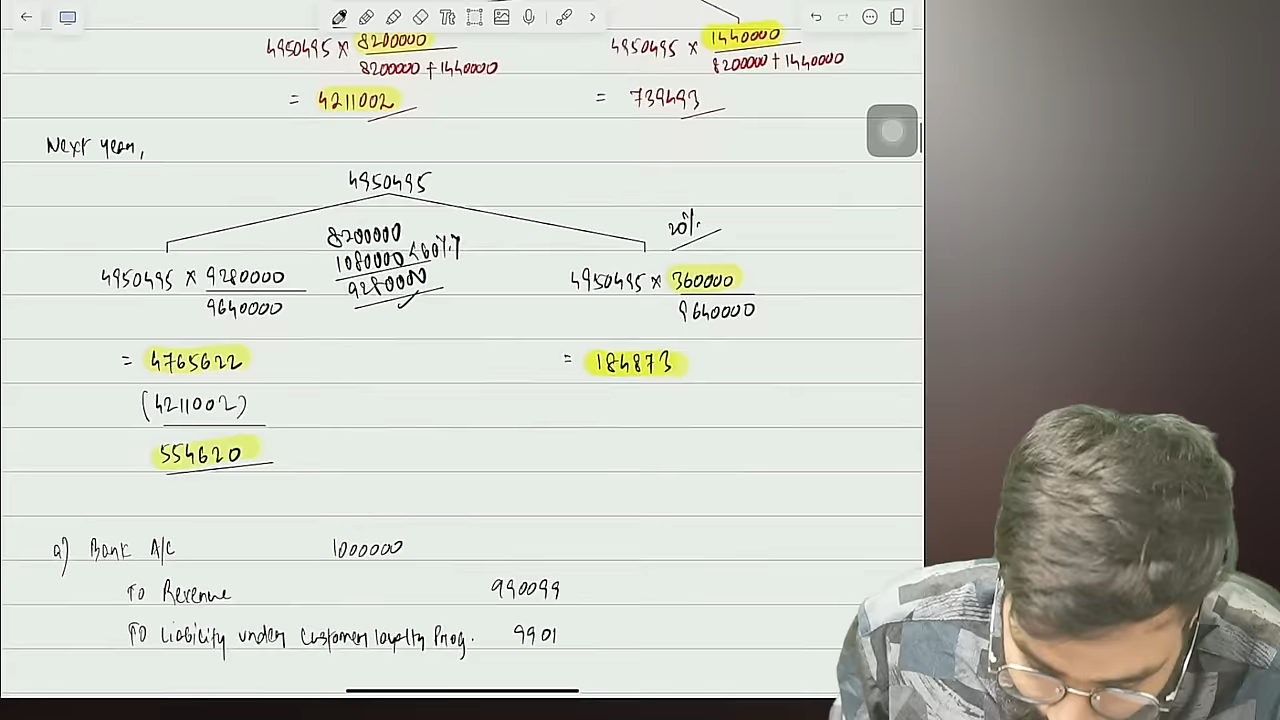 4950495 × 8200000 / 8200000 + 1440000
4950495 × 1440000 / 8200000 + 1440000
= 4211002
= 739493
Next year,
4950495
20%
8200000
1080000 <60%>
9280000
4950495 × 9280000 / 9640000
4950495 × 360000 / 9640000
= 4765622
= 184873
(4211002)
554620
a) Bank A/C 1000000
To Revenue 990099
To Liability under Customer loyalty Prog. 9901